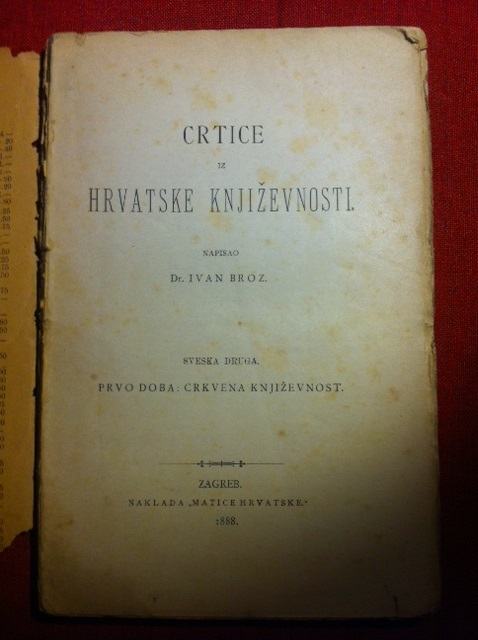 CRTICE
IZ
HRVATSKE KNJIŽEVNOSTI.
NAPISAO
Dr. IVAN BROZ.
SVESKA DRUGA.
PRVO DOBA: CRKVENA KNJIŽEVNOST.
ZAGREB.
NAKLADA „MATICE HRVATSKE.“
1888.